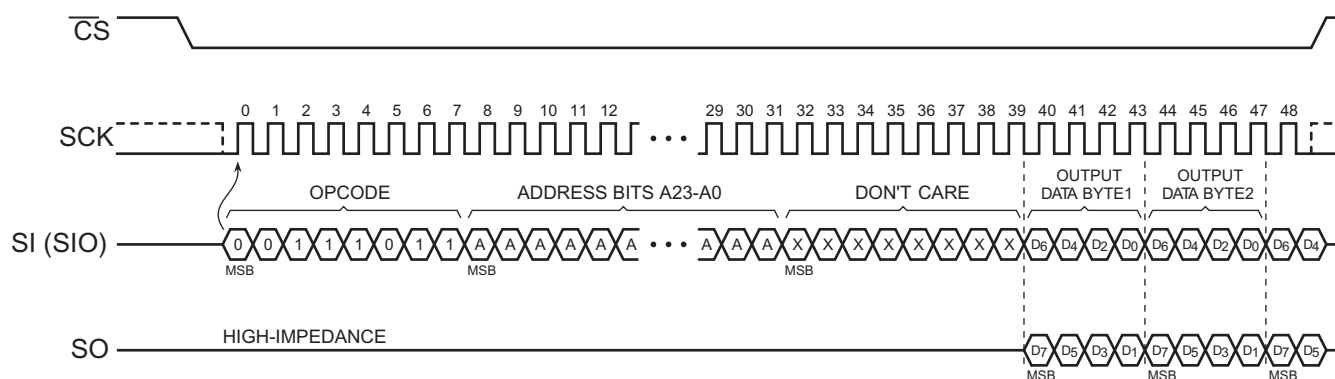 CS
SCK
0 1 2 3 4 5 6 7 8 9 10 11 12 • • • 29 30 31 32 33 34 35 36 37 38 39 40 41 42 43 44 45 46 47 48
OPCODE
ADDRESS BITS A23-A0
DON'T CARE
OUTPUT
DATA BYTE1
OUTPUT
DATA BYTE2
SI (SIO)
0 0 1 1 1 0 1 1 A A A A A A • • • A A A X X X X X X X X D6 D4 D2 D0 D6 D4 D2 D0 D6 D4
MSB MSB MSB
HIGH-IMPEDANCE
SO
D7 D5 D3 D1 D7 D5 D3 D1 D7 D5
MSB MSB MSB